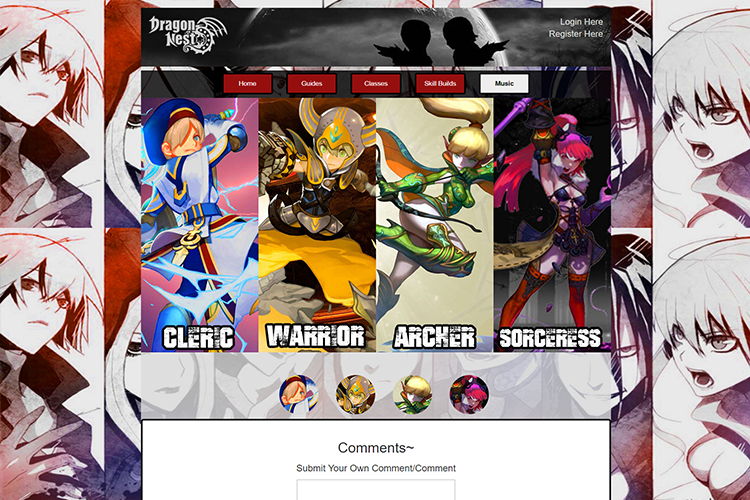 Dragon
Nest
Login Here
Register Here
Home
Guides
Classes
Skill Builds
Music
CLERIC
WARRIOR
ARCHER
SORCERESS
Comments~
Submit Your Own Comment/Comment